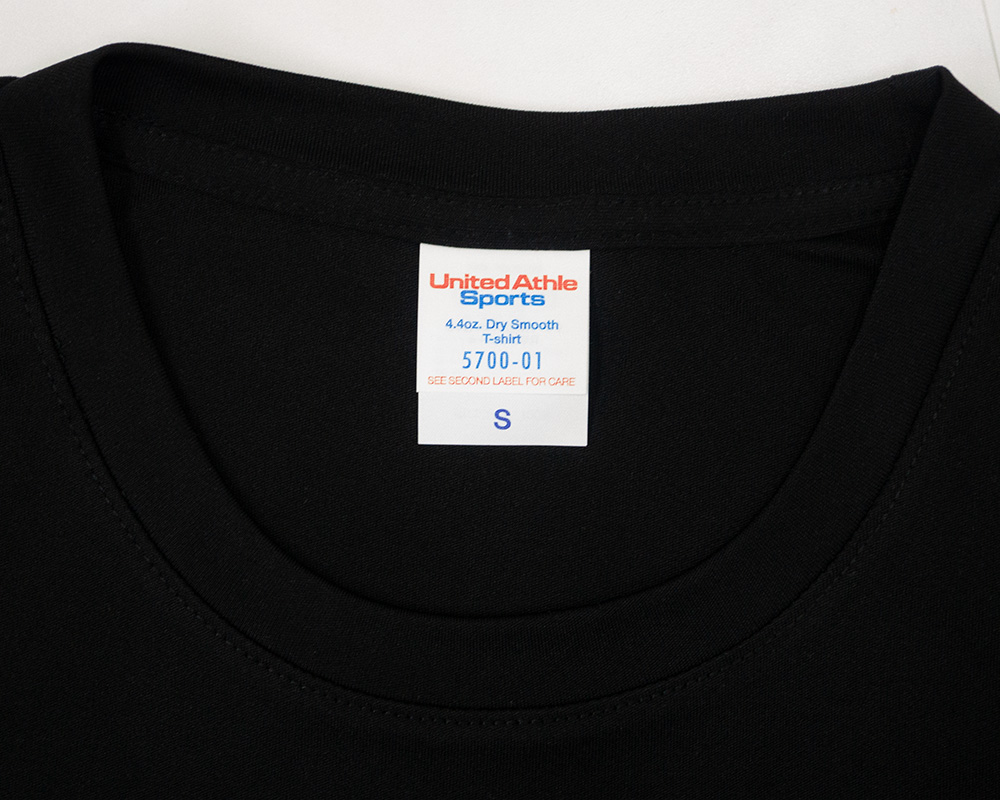 United Athle
Sports
4.4oz. Dry Smooth
T-shirt
5700-01
SEE SECOND LABEL FOR CARE
S